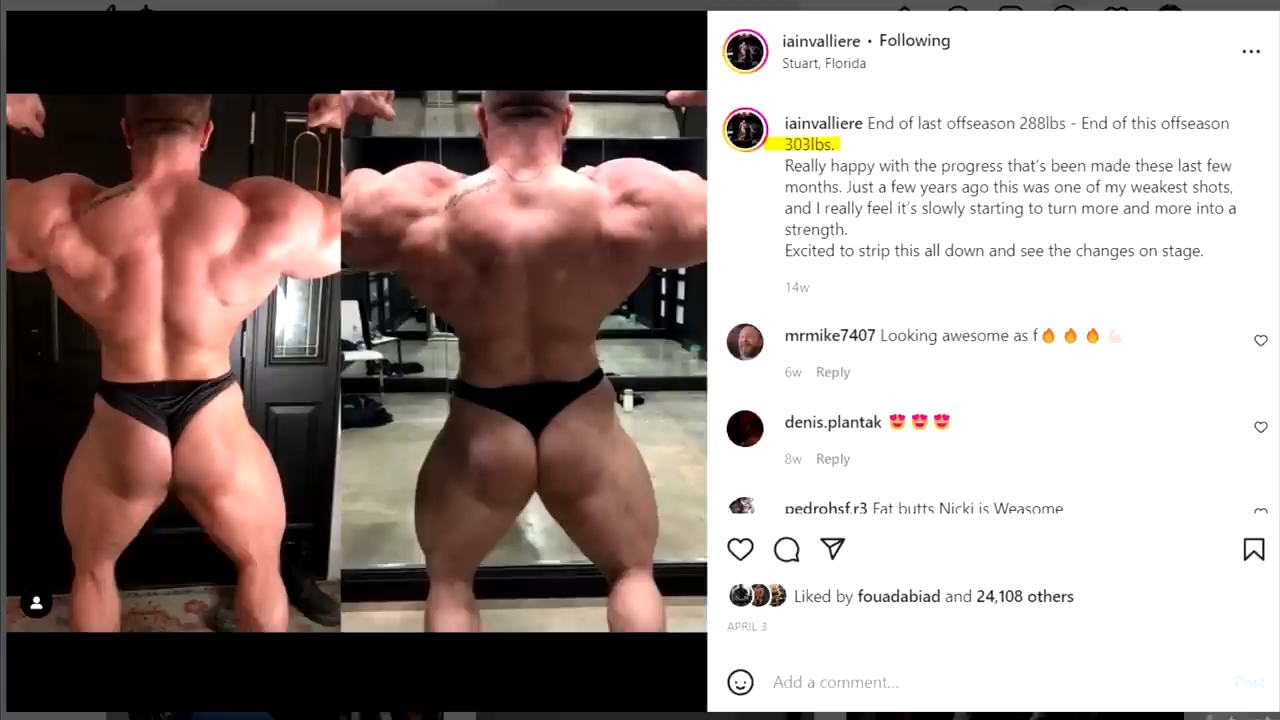 iainvalliere • Following
Stuart, Florida
iainvalliere End of last offseason 288lbs - End of this offseason
303lbs.
Really happy with the progress that's been made these last few
months. Just a few years ago this was one of my weakest shots,
and I really feel it's slowly starting to turn more and more into a
strength.
Excited to strip this all down and see the changes on stage.
14w
mrmike7407 Looking awesome as f🔥🔥🔥💪🏻
6w Reply
denis.plantak 😍😍😍
8w Reply
pedrohsf.r3 Fat butts Nicki is Weasome
Liked by fouadabiad and 24,108 others
APRIL 3
Add a comment...
Post